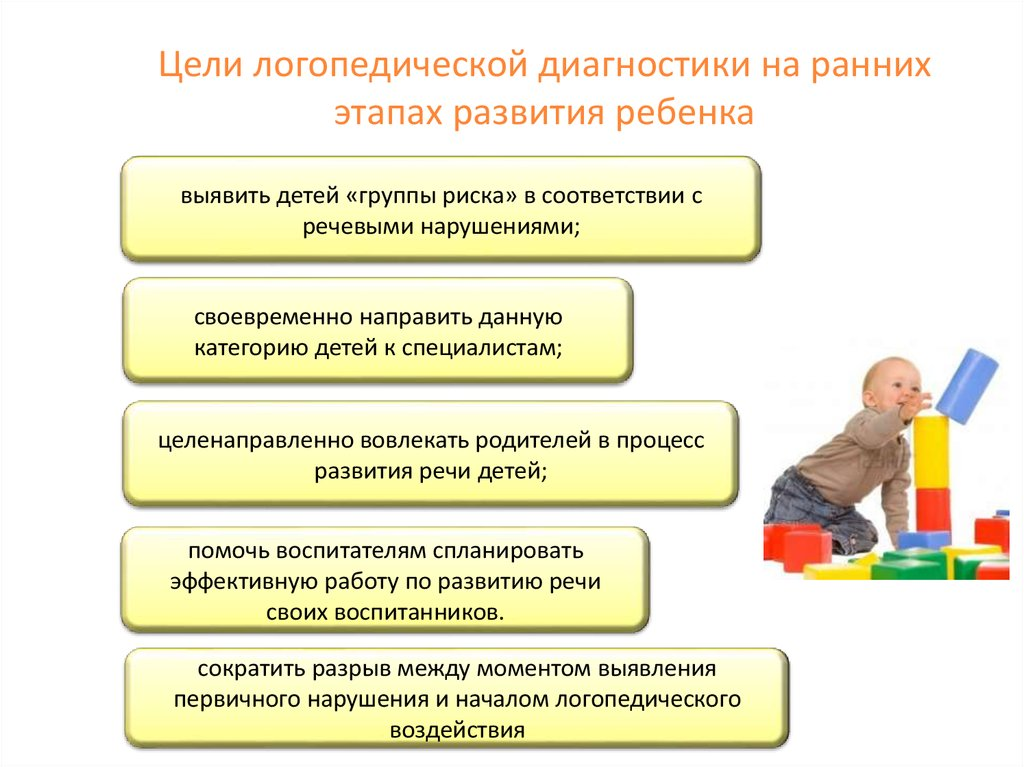 Цели логопедической диагностики на ранних
этапах развития ребенка
выявить детей «группы риска» в соответствии с
речевыми нарушениями;
своевременно направить данную
категорию детей к специалистам;
целенаправленно вовлекать родителей в процесс
развития речи детей;
помочь воспитателям спланировать
эффективную работу по развитию речи
своих воспитанников.
сократить разрыв между моментом выявления
первичного нарушения и началом логопедического
воздействия